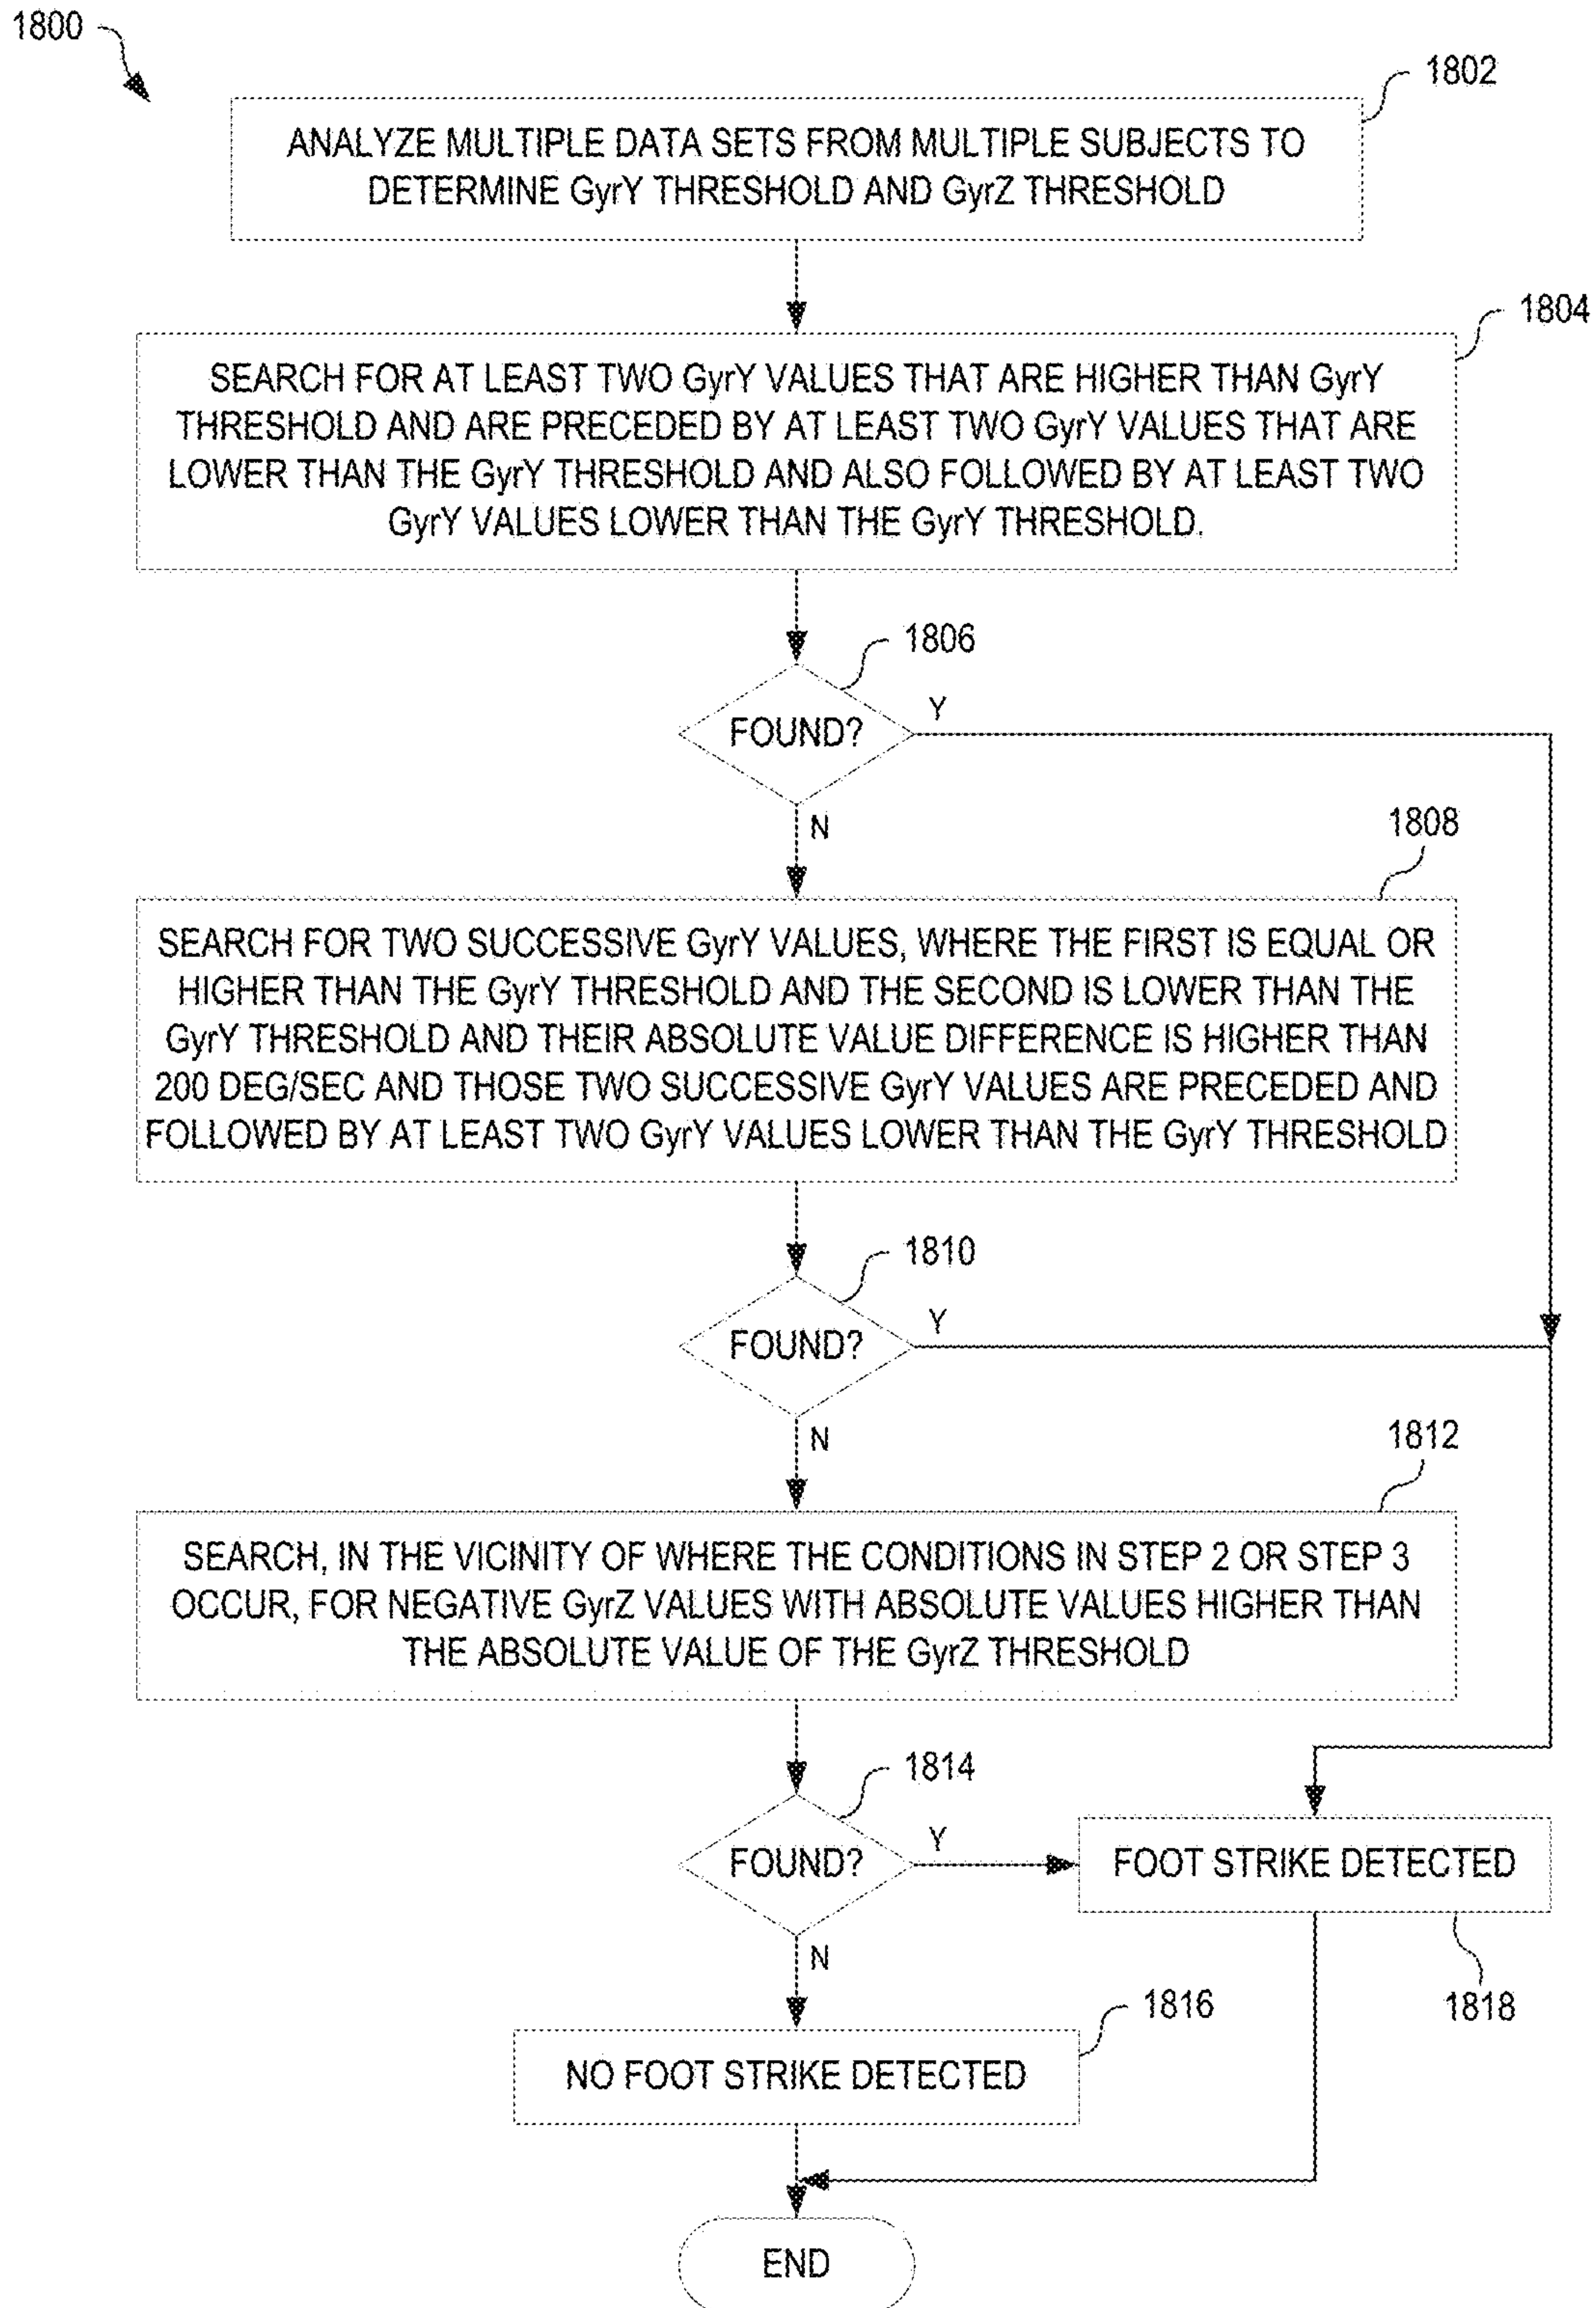 1800
1802
ANALYZE MULTIPLE DATA SETS FROM MULTIPLE SUBJECTS TO
DETERMINE GyrY THRESHOLD AND GyrZ THRESHOLD
1804
SEARCH FOR AT LEAST TWO GyrY VALUES THAT ARE HIGHER THAN GyrY
THRESHOLD AND ARE PRECEDED BY AT LEAST TWO GyrY VALUES THAT ARE
LOWER THAN THE GyrY THRESHOLD AND ALSO FOLLOWED BY AT LEAST TWO
GyrY VALUES LOWER THAN THE GyrY THRESHOLD.
1806
FOUND?
Y
N
1808
SEARCH FOR TWO SUCCESSIVE GyrY VALUES, WHERE THE FIRST IS EQUAL OR
HIGHER THAN THE GyrY THRESHOLD AND THE SECOND IS LOWER THAN THE
GyrY THRESHOLD AND THEIR ABSOLUTE VALUE DIFFERENCE IS HIGHER THAN
200 DEG/SEC AND THOSE TWO SUCCESSIVE GyrY VALUES ARE PRECEDED AND
FOLLOWED BY AT LEAST TWO GyrY VALUES LOWER THAN THE GyrY THRESHOLD
1810
FOUND?
Y
N
1812
SEARCH, IN THE VICINITY OF WHERE THE CONDITIONS IN STEP 2 OR STEP 3
OCCUR, FOR NEGATIVE GyrZ VALUES WITH ABSOLUTE VALUES HIGHER THAN
THE ABSOLUTE VALUE OF THE GyrZ THRESHOLD
1814
FOUND?
Y
FOOT STRIKE DETECTED
N
1818
1816
NO FOOT STRIKE DETECTED
END